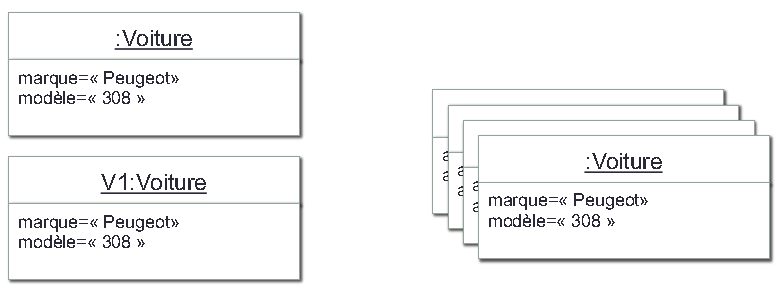 :Voiture
marque=« Peugeot»
modèle=« 308 »
V1:Voiture
marque=« Peugeot»
modèle=« 308 »
a
a
a
a
a
a
:Voiture
marque=« Peugeot»
modèle=« 308 »